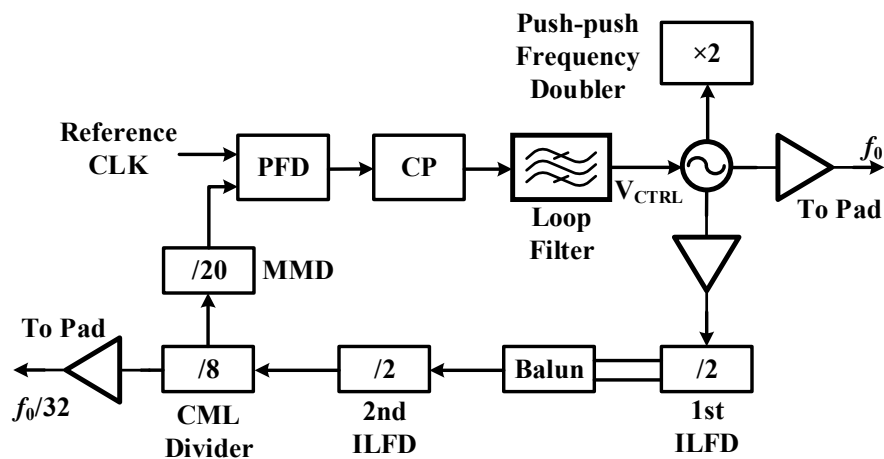 Push-push
Frequency
Doubler
×2
Reference
CLK
PFD
CP
V_CTRL
Loop
Filter
f₀
To Pad
/20
MMD
To Pad
f₀/32
/8
CML
Divider
/2
2nd
ILFD
Balun
/2
1st
ILFD